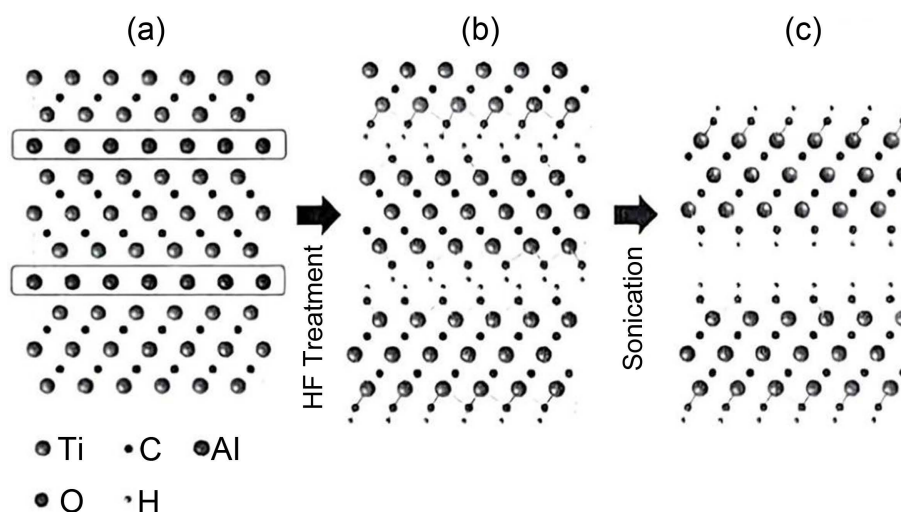 (a)
(b)
(c)
HF Treatment
Sonication
Ti C Al
O H